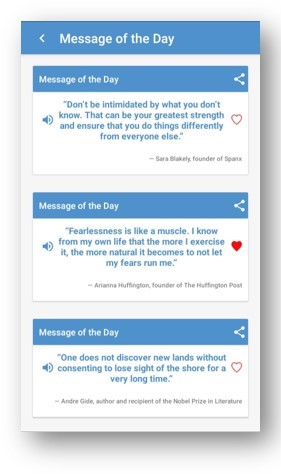 Message of the Day
Message of the Day
“Don’t be intimidated by what you don’t
know. That can be your greatest strength
and ensure that you do things differently
from everyone else.”
— Sara Blakely, founder of Spanx
Message of the Day
“Fearlessness is like a muscle. I know
from my own life that the more I exercise
it, the more natural it becomes to not let
my fears run me.”
— Arianna Huffington, founder of The Huffington Post
Message of the Day
“One does not discover new lands without
consenting to lose sight of the shore for a
very long time.”
— Andre Gide, author and recipient of the Nobel Prize in Literature